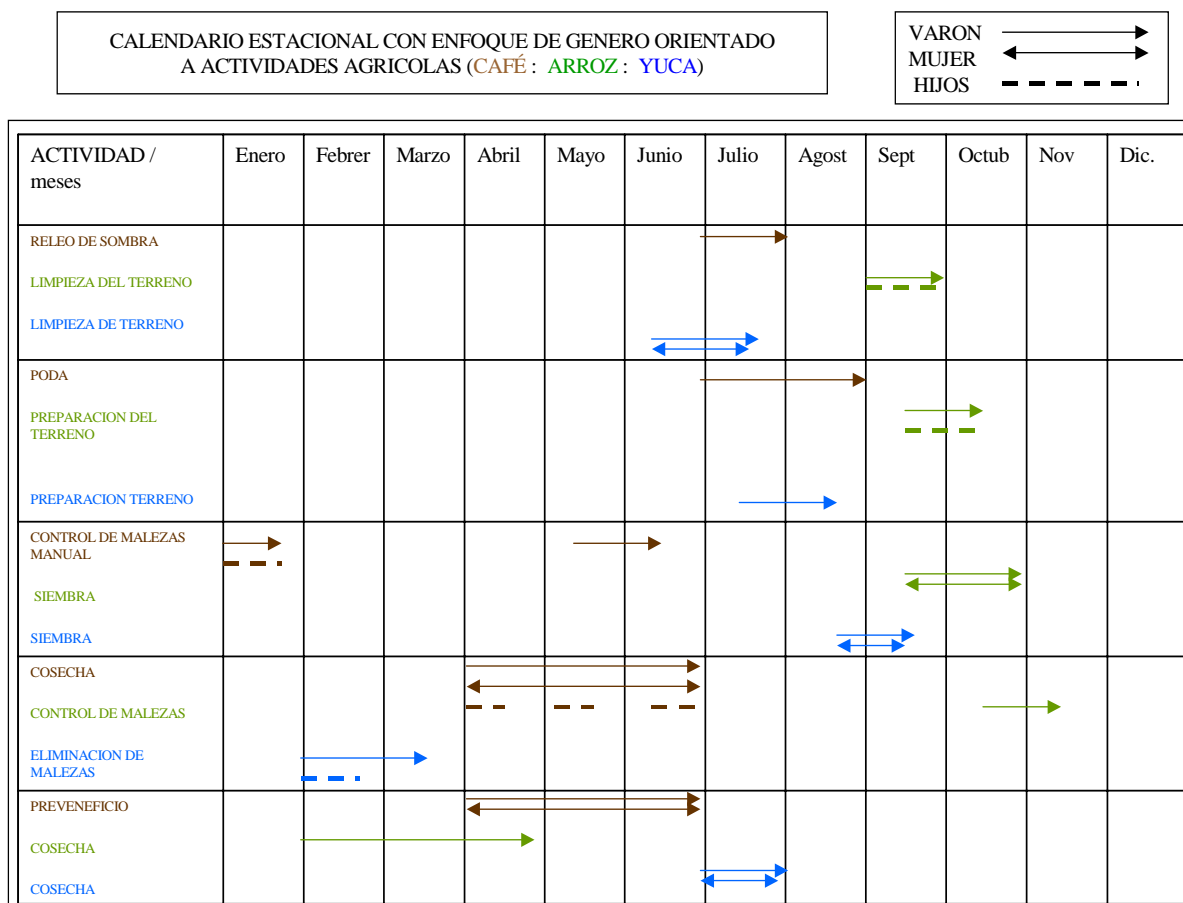 CALENDARIO ESTACIONAL CON ENFOQUE DE GENERO ORIENTADO
A ACTIVIDADES AGRICOLAS (CAFÉ : ARROZ : YUCA)
VARON
MUJER
HIJOS
ACTIVIDAD /
meses
Enero
Febrer
Marzo
Abril
Mayo
Junio
Julio
Agost
Sept
Octub
Nov
Dic.
RELEO DE SOMBRA
LIMPIEZA DEL TERRENO
LIMPIEZA DE TERRENO
PODA
PREPARACION DEL
TERRENO
PREPARACION TERRENO
CONTROL DE MALEZAS
MANUAL
SIEMBRA
SIEMBRA
COSECHA
CONTROL DE MALEZAS
ELIMINACION DE
MALEZAS
PREVENEFICIO
COSECHA
COSECHA